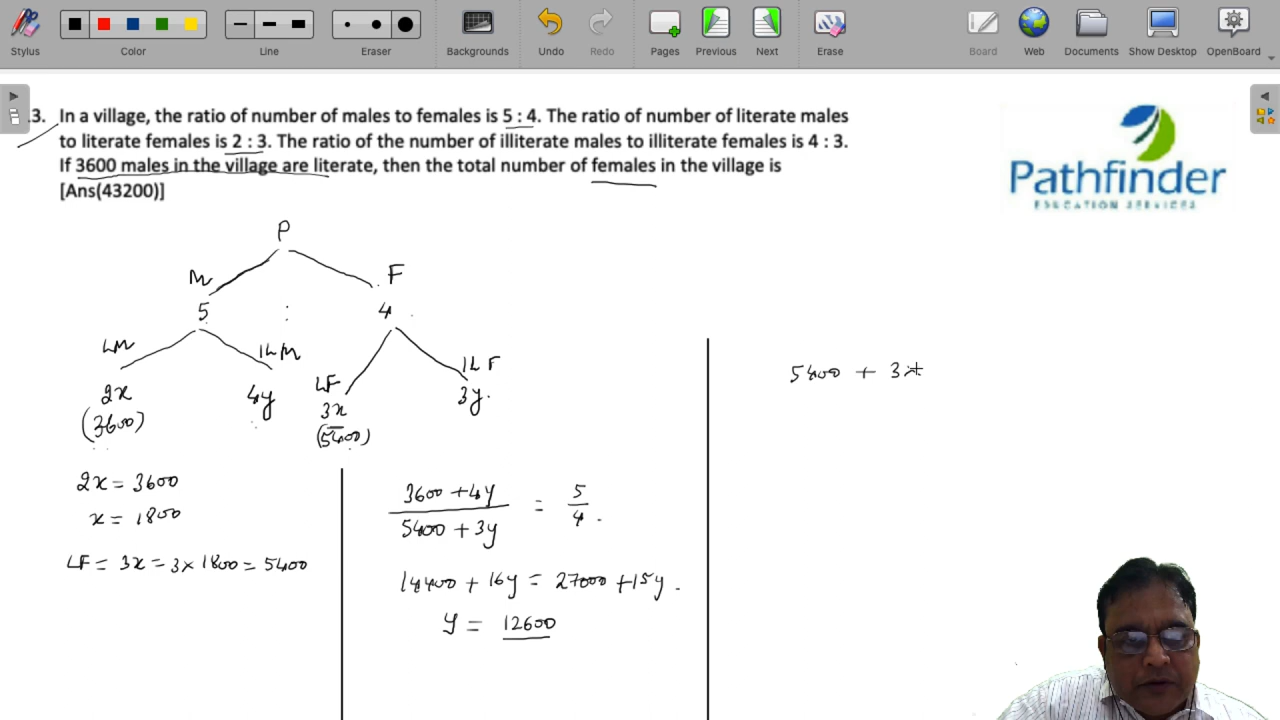 Stylus
Color
Line
Eraser
Backgrounds
Undo
Redo
Pages
Previous
Next
Erase
Board
Web
Documents
Show Desktop
OpenBoard
.3. In a village, the ratio of number of males to females is 5 : 4. The ratio of number of literate males
to literate females is 2 : 3. The ratio of the number of illiterate males to illiterate females is 4 : 3.
If 3600 males in the village are literate, then the total number of females in the village is
[Ans(43200)]
Pathfinder
EDUCATION SERVICES
P
M F
5 : 4
LM ILM LF ILF
2x 4y 3x 3y
(3600) (5400)
2x = 3600
x = 1800
LF = 3x = 3 x 1800 = 5400
3600 + 4y / 5400 + 3y = 5/4
14400 + 16y = 27000 + 15y
y = 12600
5400 + 3